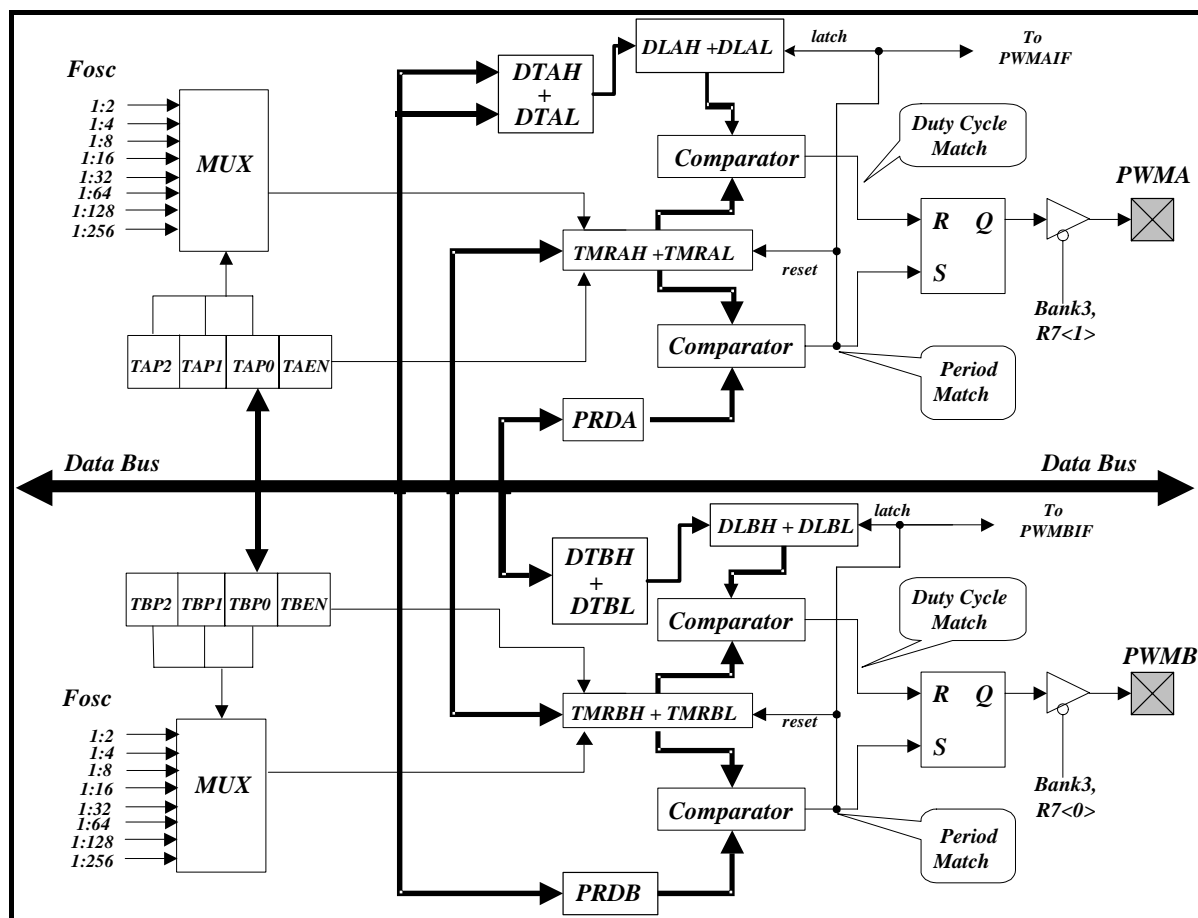 Fosc
1:2
1:4
1:8
1:16
1:32
1:64
1:128
1:256
MUX
TAP2 TAP1 TAP0 TAEN
DTAH
+
DTAL
DLAH +DLAL
latch
To
PWMAIF
Comparator
Duty Cycle
Match
TMRAH +TMRAL
reset
R Q
S
PWMA
Bank3,
R7<1>
Comparator
Period
Match
PRDA
Data Bus
Data Bus
DTBH
+
DTBL
DLBH + DLBL
latch
To
PWMBIF
TBP2 TBP1 TBP0 TBEN
Comparator
Duty Cycle
Match
Fosc
1:2
1:4
1:8
1:16
1:32
1:64
1:128
1:256
MUX
TMRBH + TMRBL
reset
R Q
S
PWMB
Bank3,
R7<0>
Comparator
Period
Match
PRDB